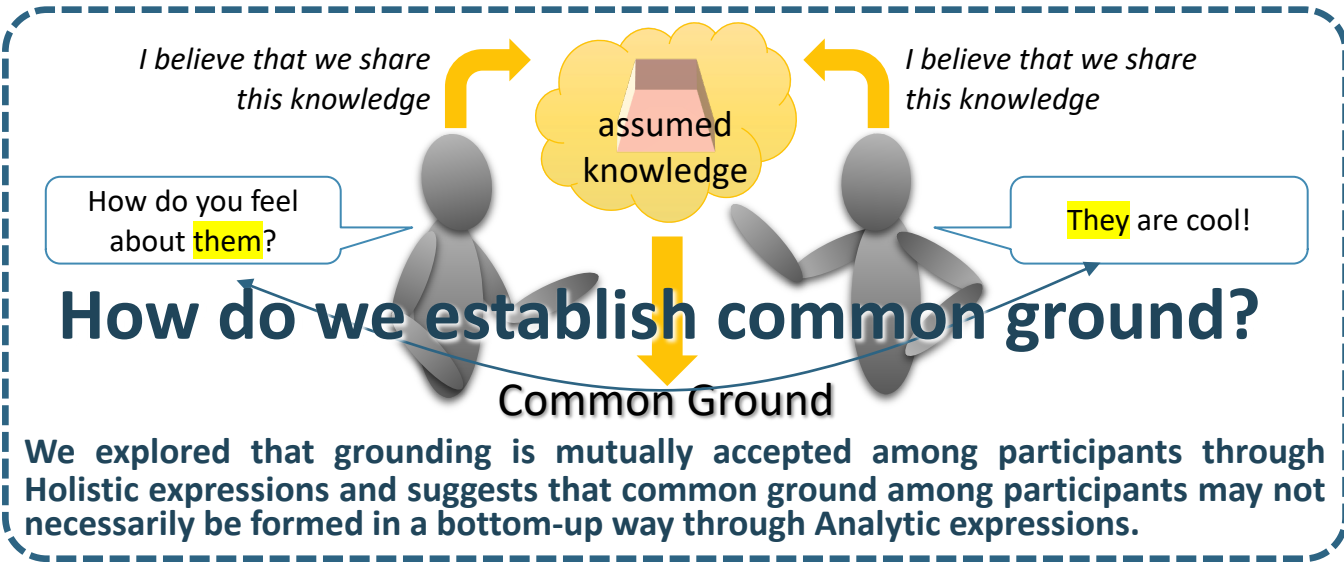 I believe that we share
this knowledge
I believe that we share
this knowledge
assumed
knowledge
How do you feel
about them?
They are cool!
How do we establish common ground?
Common Ground
We explored that grounding is mutually accepted among participants through
Holistic expressions and suggests that common ground among participants may not
necessarily be formed in a bottom-up way through Analytic expressions.